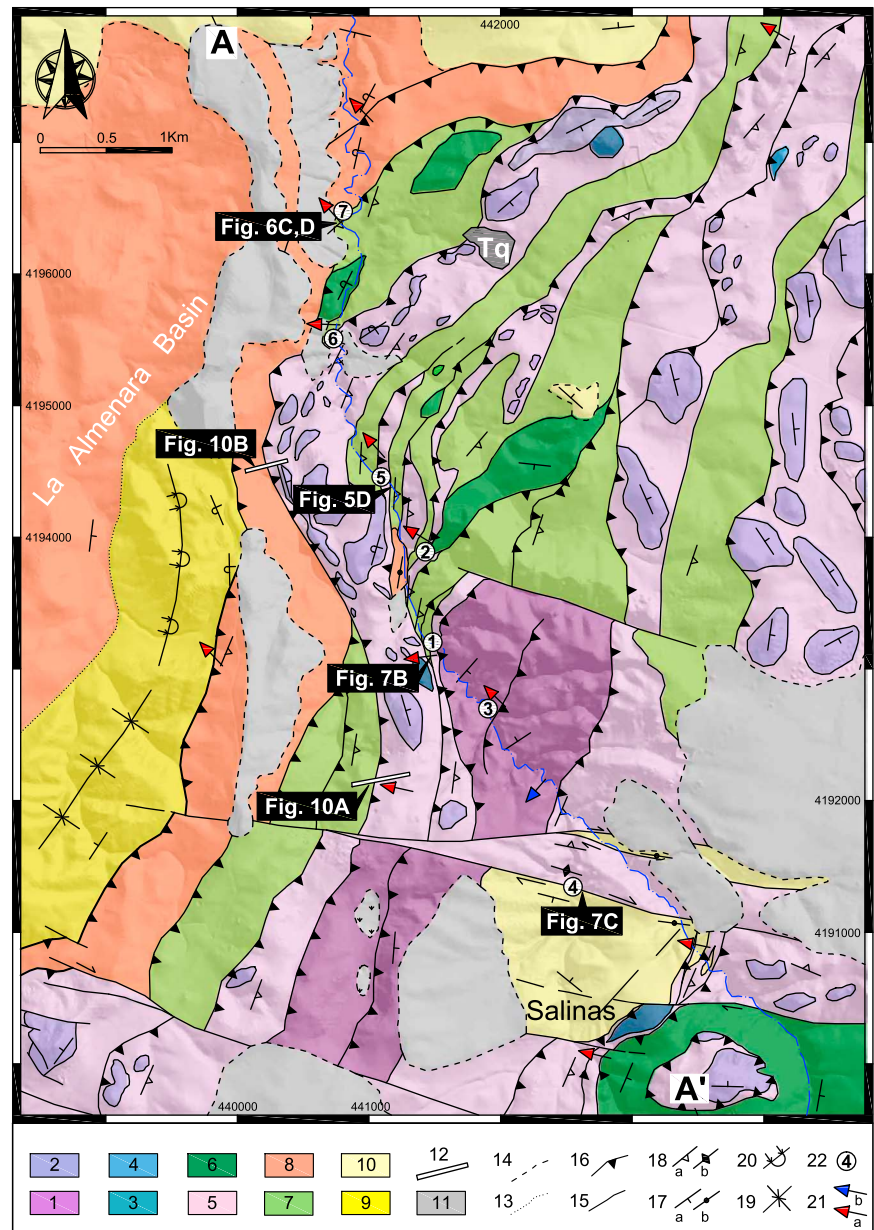 442000
A
0 0.5 1Km
7
Fig. 6C,D
Tq
4196000
6
La Almenara Basin
4195000
Fig. 10B
5
Fig. 5D
4194000
2
1
Fig. 7B
3
Fig. 10A
4192000
4
Fig. 7C
4191000
Salinas
A'
440000 441000
2 4 6 8 10 12 14 16 18 a b 20 22 4
1 3 5 7 9 11 13 15 17 a b 19 21 b a